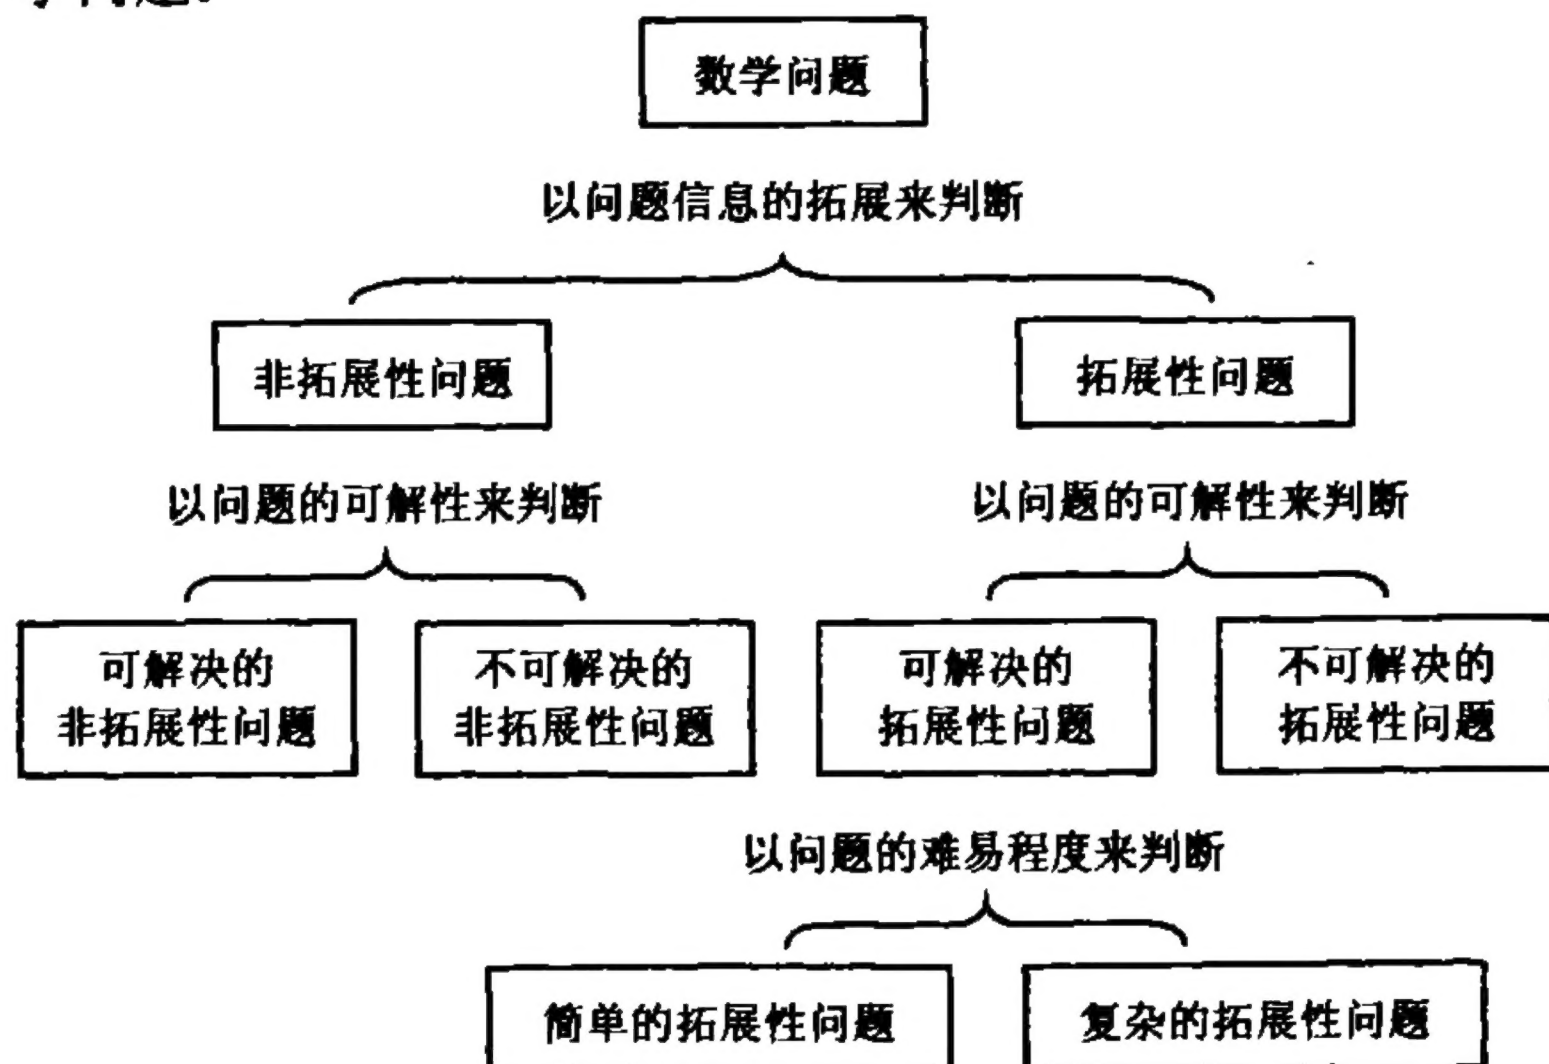 数学问题
以问题信息的拓展来判断
非拓展性问题 拓展性问题
以问题的可解性来判断 以问题的可解性来判断
可解决的 不可解决的 可解决的 不可解决的
非拓展性问题 非拓展性问题 拓展性问题 拓展性问题
以问题的难易程度来判断
简单的拓展性问题 复杂的拓展性问题